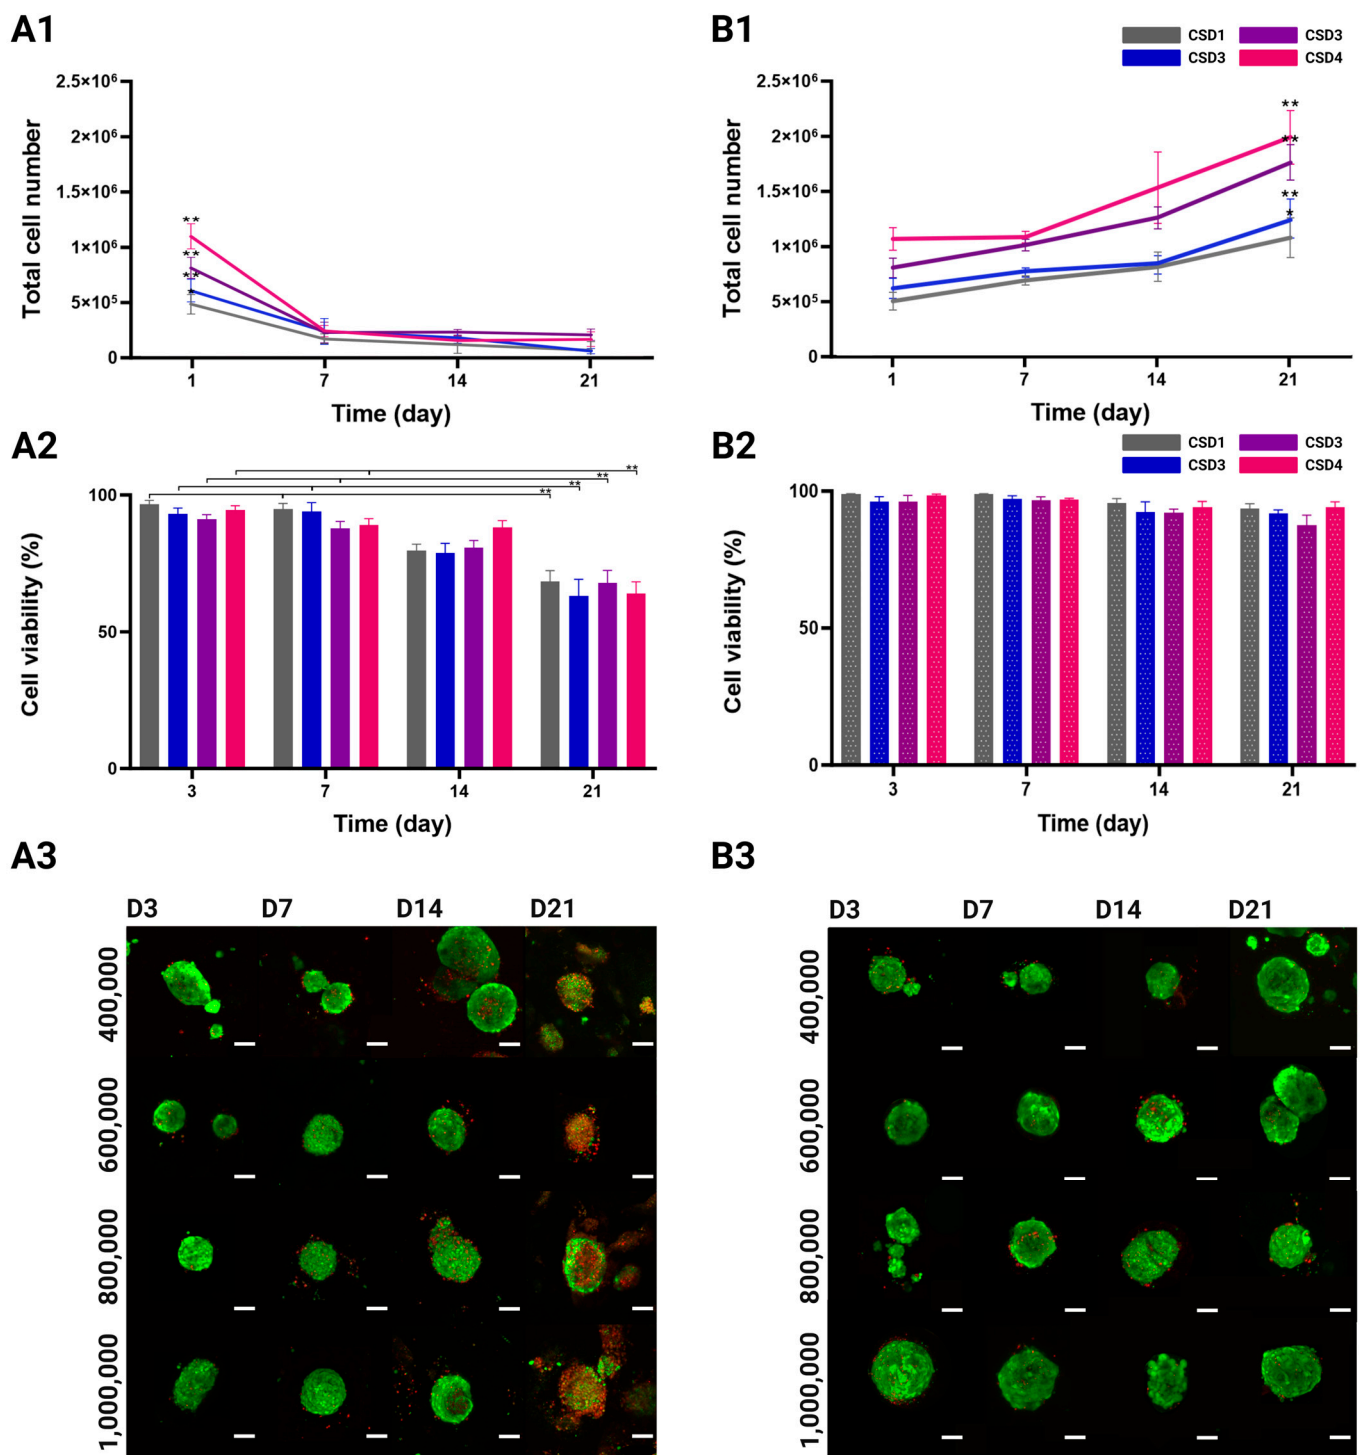 A1
B1
CSD1 CSD3
CSD3 CSD4
2.5×10⁶
2×10⁶
1.5×10⁶
1×10⁶
5×10⁵
0
Total cell number
**
**
**
*
1 7 14 21
Time (day)
2.5×10⁶
2×10⁶
1.5×10⁶
1×10⁶
5×10⁵
0
Total cell number
**
**
**
*
1 7 14 21
Time (day)
A2
B2
CSD1 CSD3
CSD3 CSD4
100
50
0
Cell viability (%)
**
**
**
**
3 7 14 21
Time (day)
100
50
0
Cell viability (%)
3 7 14 21
Time (day)
A3
D3 D7 D14 D21
400,000
600,000
800,000
1,000,000
B3
D3 D7 D14 D21
400,000
600,000
800,000
1,000,000